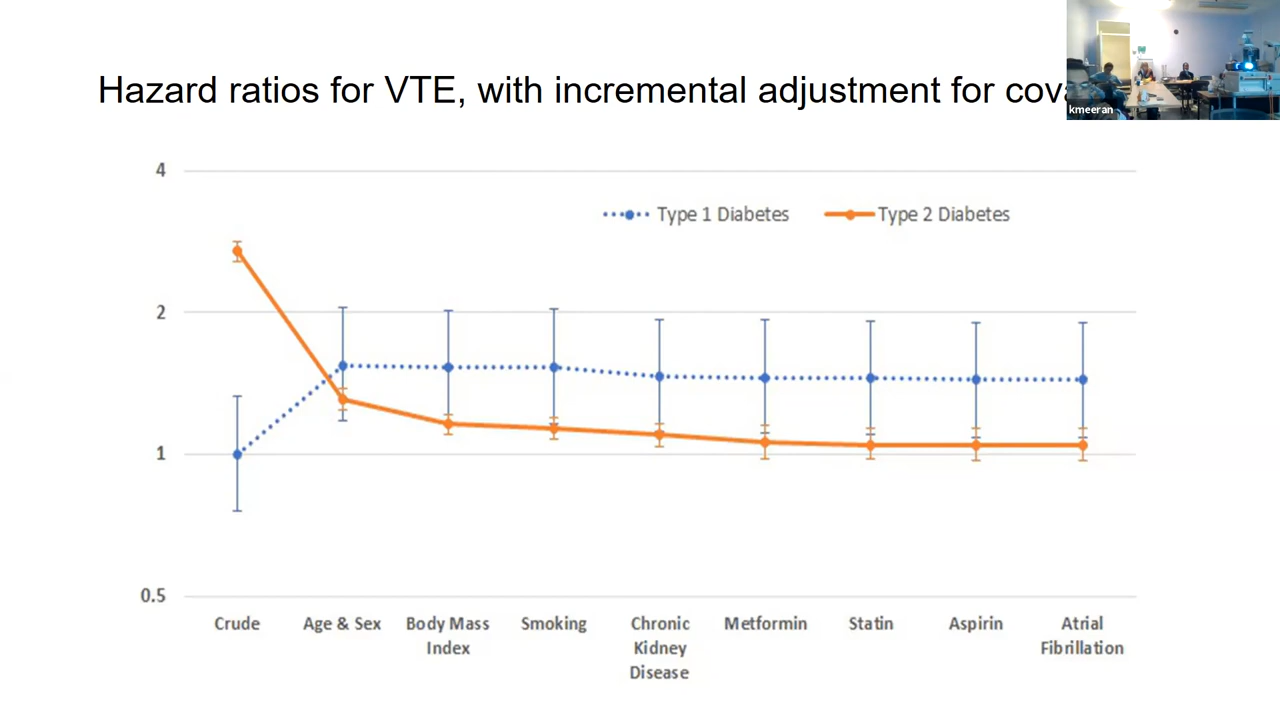 Hazard ratios for VTE, with incremental adjustment for cova
kmeeran
4
Type 1 Diabetes
Type 2 Diabetes
2
1
0.5
Crude
Age & Sex
Body Mass
Index
Smoking
Chronic
Kidney
Disease
Metformin
Statin
Aspirin
Atrial
Fibrillation